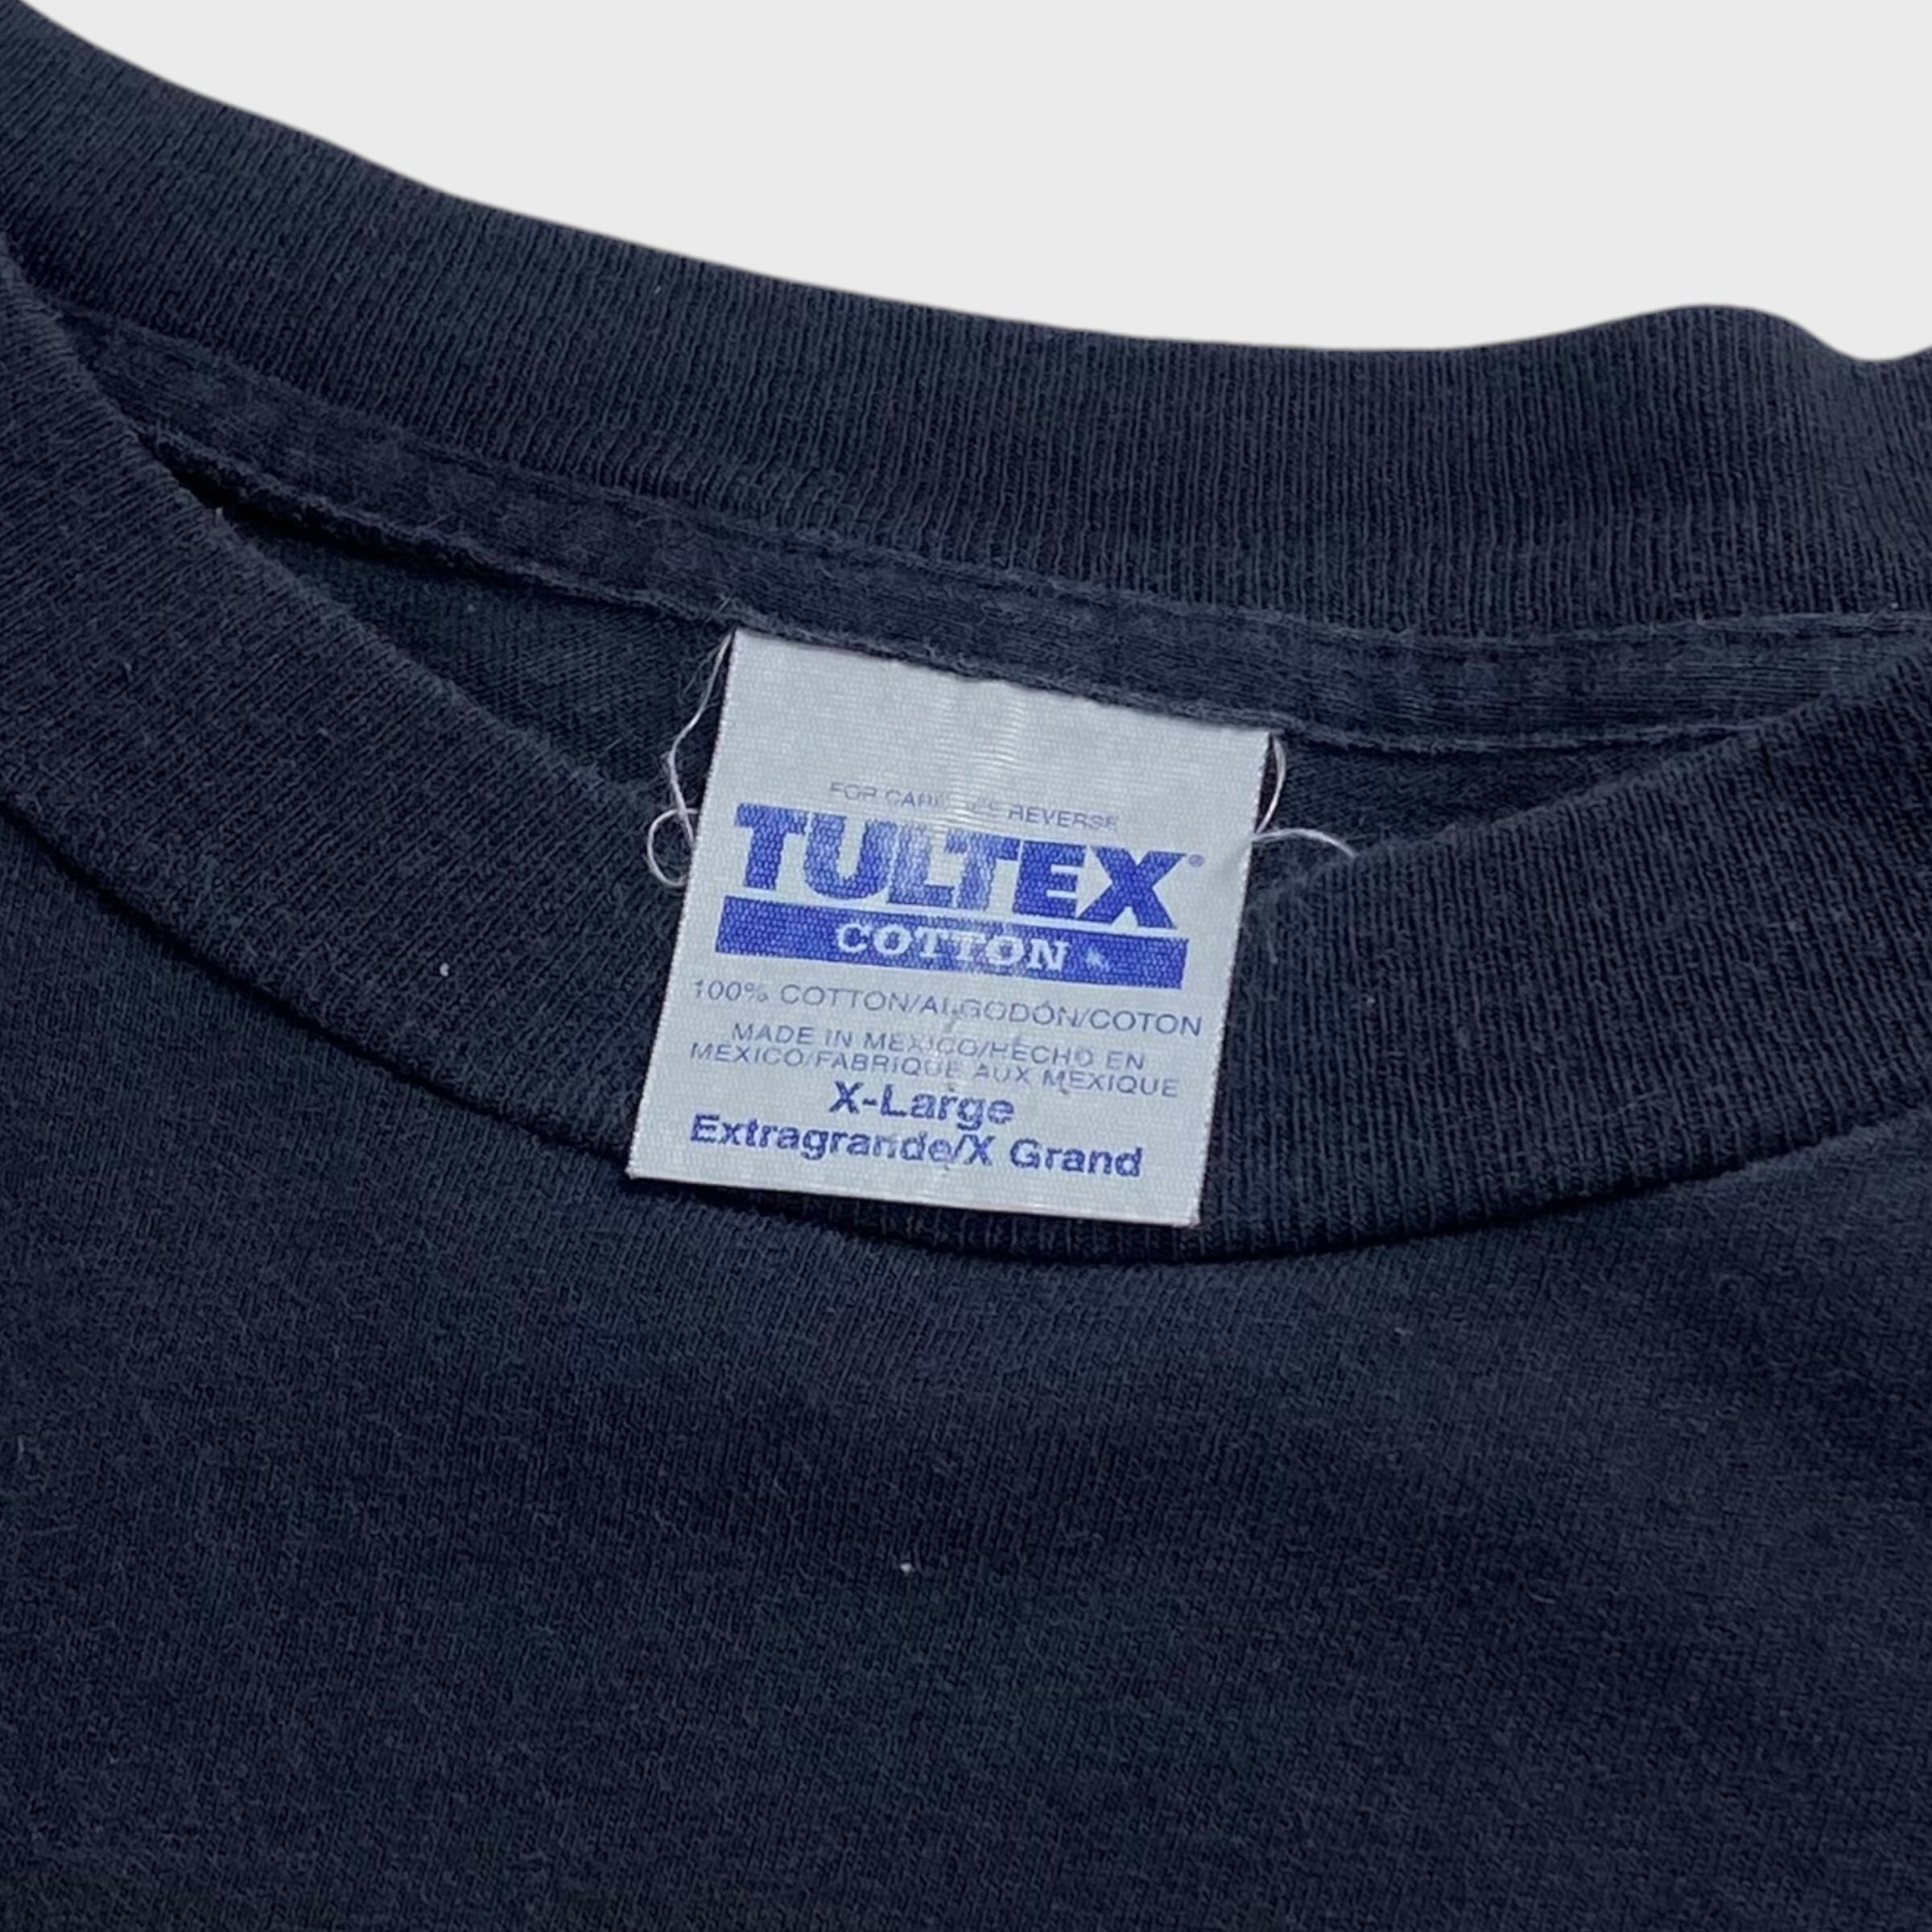 FOR CARE SEE REVERSE
TULTEX®
COTTON
100% COTTON/ALGODÓN/COTON
MADE IN MEXICO/HECHO EN
MEXICO/FABRIQUE AUX MEXIQUE
X-Large
Extragrande/X Grand